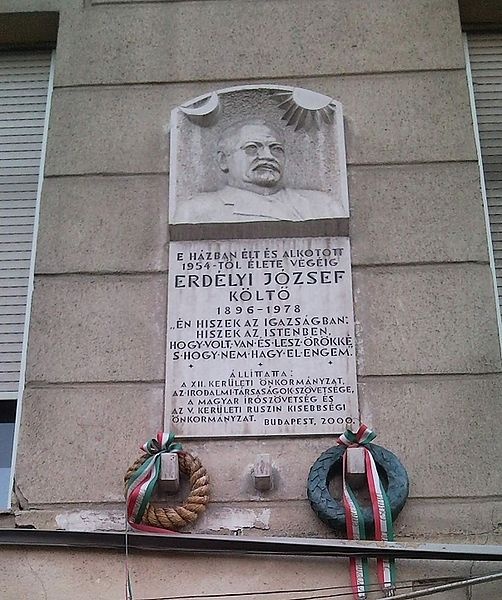 E HÁZBAN ÉLT ÉS ALKOTOTT
1954-TŐL ÉLETE VÉGÉIG
ERDÉLYI JÓZSEF
KÖLTŐ
1896-1978
"ÉN HISZEK AZ IGAZSÁGBAN:
HISZEK AZ ISTENBEN,
HOGY VOLT, VAN ÉS LESZ ÖRÖKKÉ,
S HOGY NEM HAGY EL ENGEM."
ÁLLÍTTATTA:
A XII. KERÜLETI ÖNKORMÁNYZAT,
AZ IRODALMI TÁRSASÁGOK SZÖVETSÉGE,
A MAGYAR ÍRÓSZÖVETSÉG ÉS
AZ V. KERÜLETI RUSZIN KISEBBSÉGI
ÖNKORMÁNYZAT. BUDAPEST, 2000.